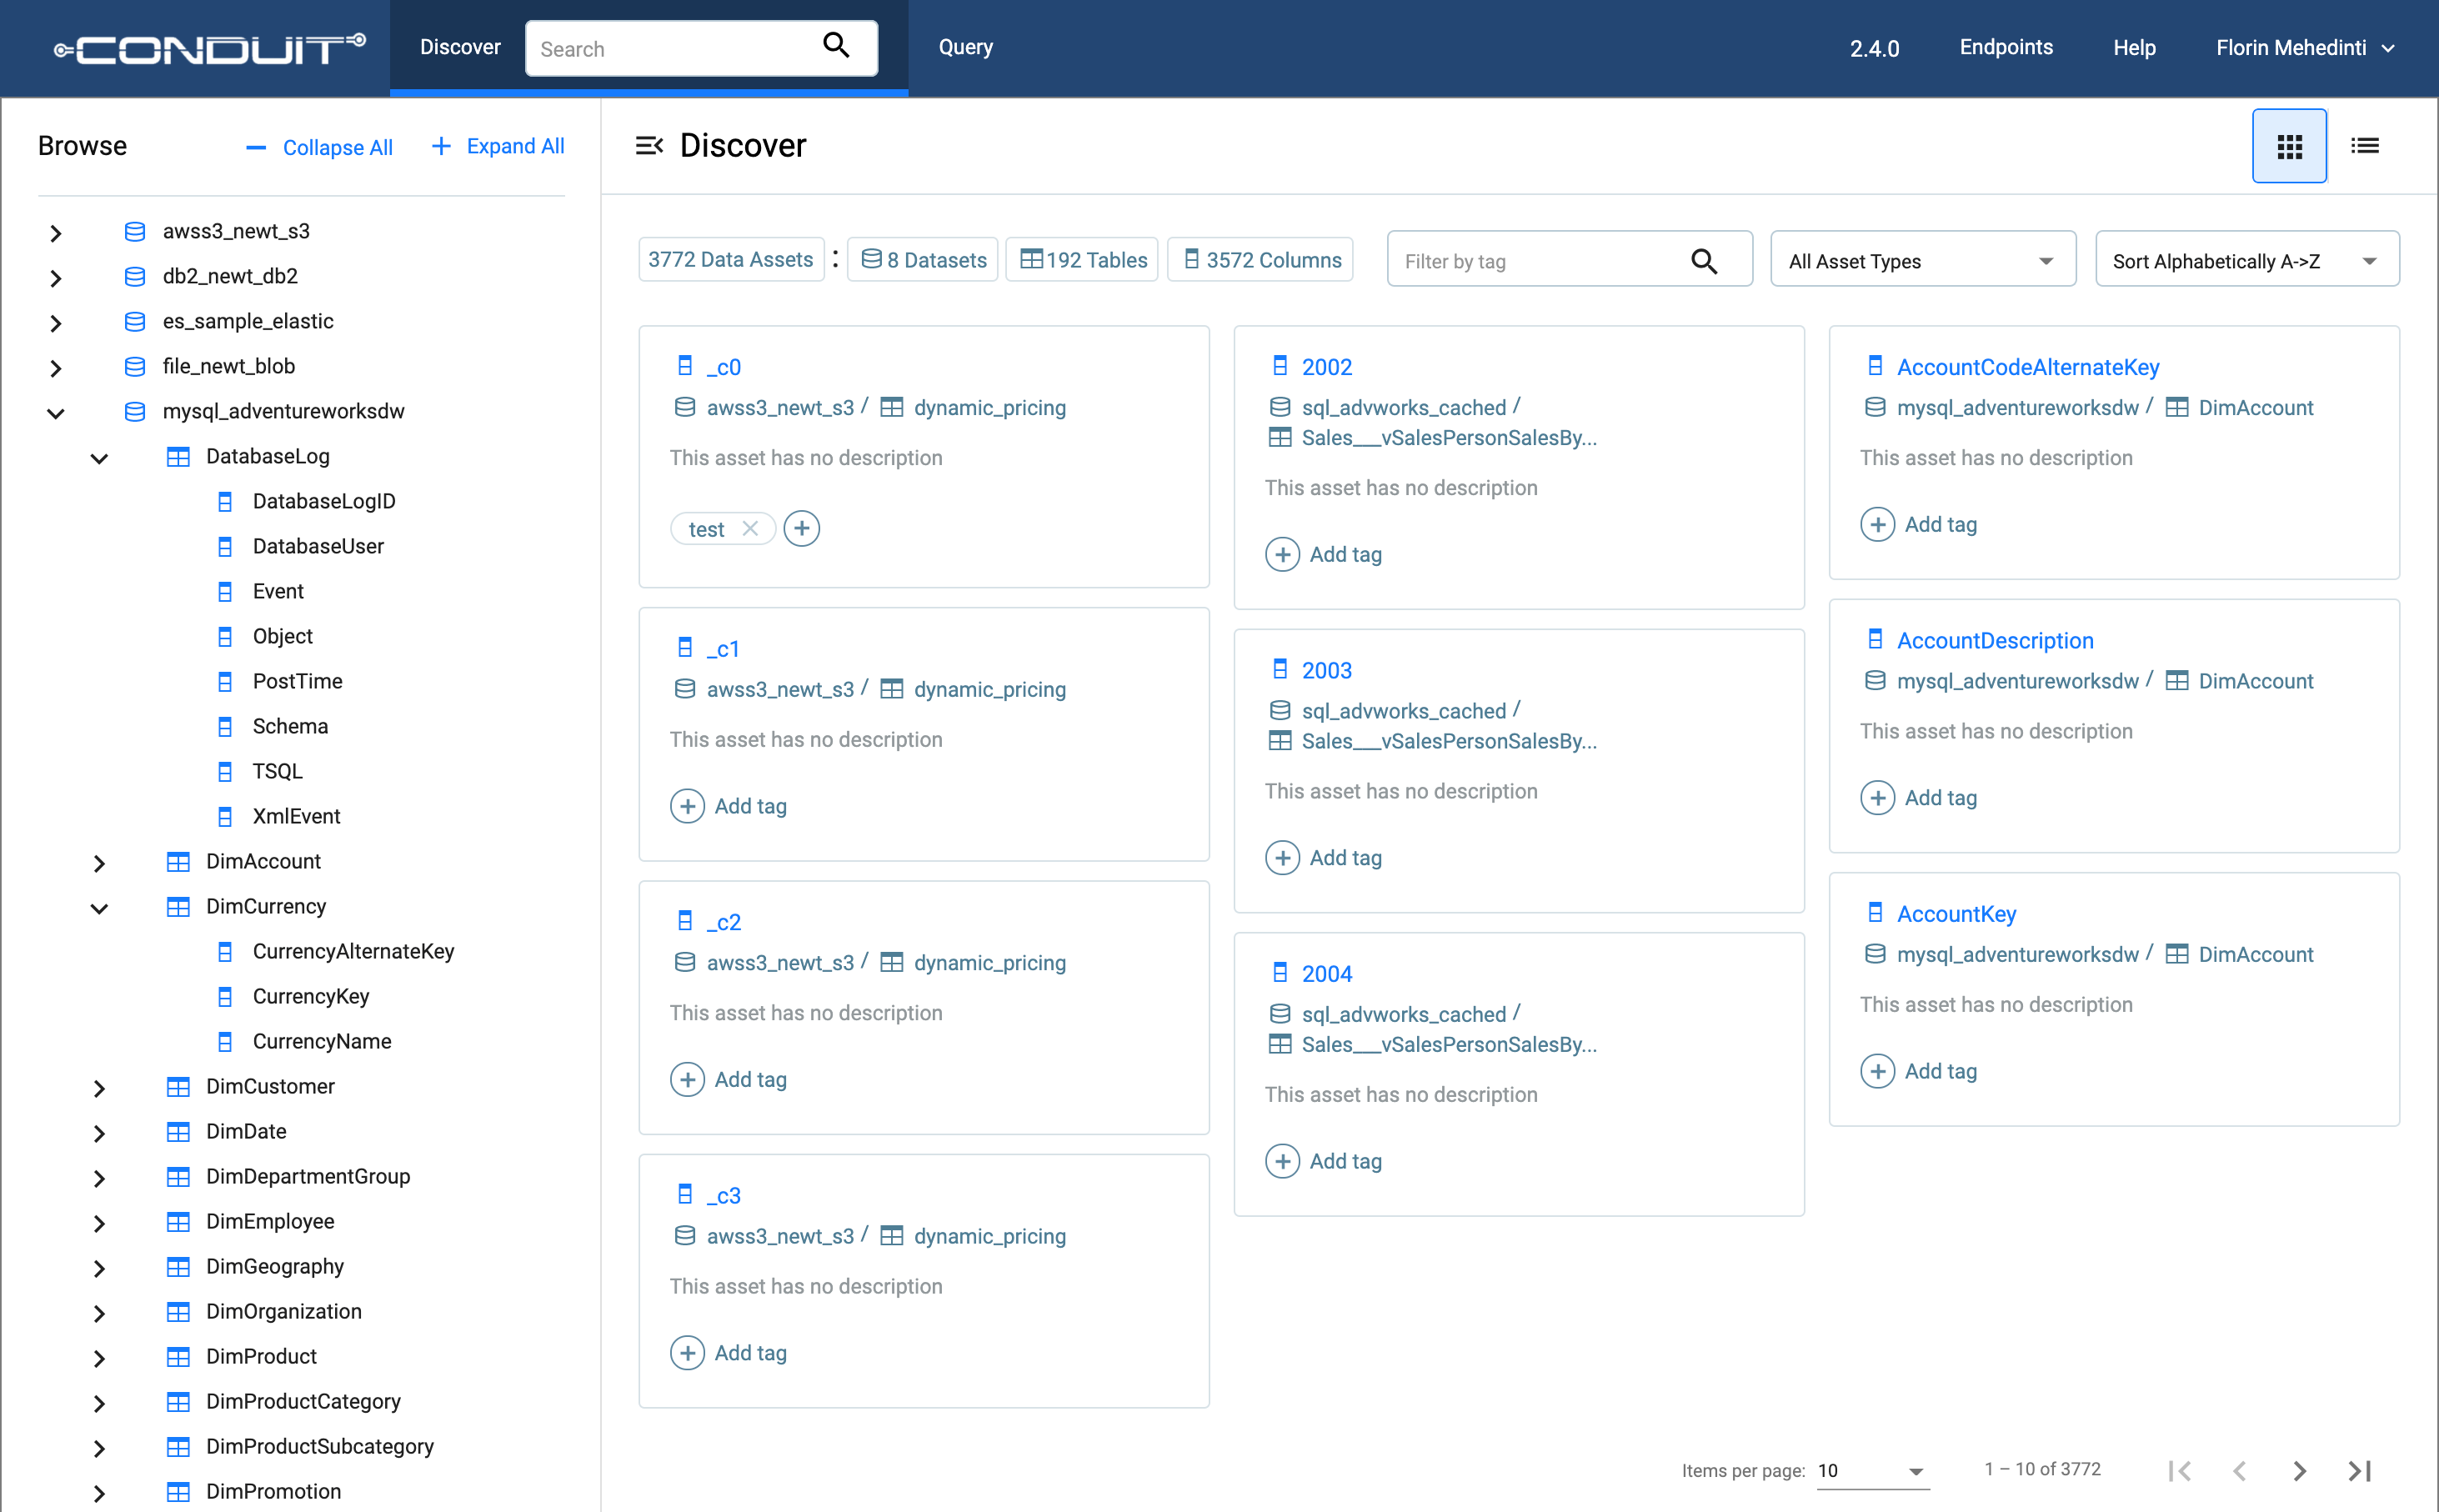 CONDUIT
Discover
Search
Query
2.4.0
Endpoints
Help
Florin Mehedinti
Browse
Collapse All
Expand All
awss3_newt_s3
db2_newt_db2
es_sample_elastic
file_newt_blob
mysql_adventureworksdw
DatabaseLog
DatabaseLogID
DatabaseUser
Event
Object
PostTime
Schema
TSQL
XmlEvent
DimAccount
DimCurrency
CurrencyAlternateKey
CurrencyKey
CurrencyName
DimCustomer
DimDate
DimDepartmentGroup
DimEmployee
DimGeography
DimOrganization
DimProduct
DimProductCategory
DimProductSubcategory
DimPromotion
Discover
3772 Data Assets : 8 Datasets 192 Tables 3572 Columns
Filter by tag
All Asset Types
Sort Alphabetically A->Z
_c0
awss3_newt_s3 / dynamic_pricing
This asset has no description
test
_c1
awss3_newt_s3 / dynamic_pricing
This asset has no description
Add tag
_c2
awss3_newt_s3 / dynamic_pricing
This asset has no description
Add tag
_c3
awss3_newt_s3 / dynamic_pricing
This asset has no description
Add tag
2002
sql_advworks_cached /
Sales___vSalesPersonSalesBy...
This asset has no description
Add tag
2003
sql_advworks_cached /
Sales___vSalesPersonSalesBy...
This asset has no description
Add tag
2004
sql_advworks_cached /
Sales___vSalesPersonSalesBy...
This asset has no description
Add tag
AccountCodeAlternateKey
mysql_adventureworksdw / DimAccount
This asset has no description
Add tag
AccountDescription
mysql_adventureworksdw / DimAccount
This asset has no description
Add tag
AccountKey
mysql_adventureworksdw / DimAccount
This asset has no description
Add tag
Items per page: 10
1 – 10 of 3772